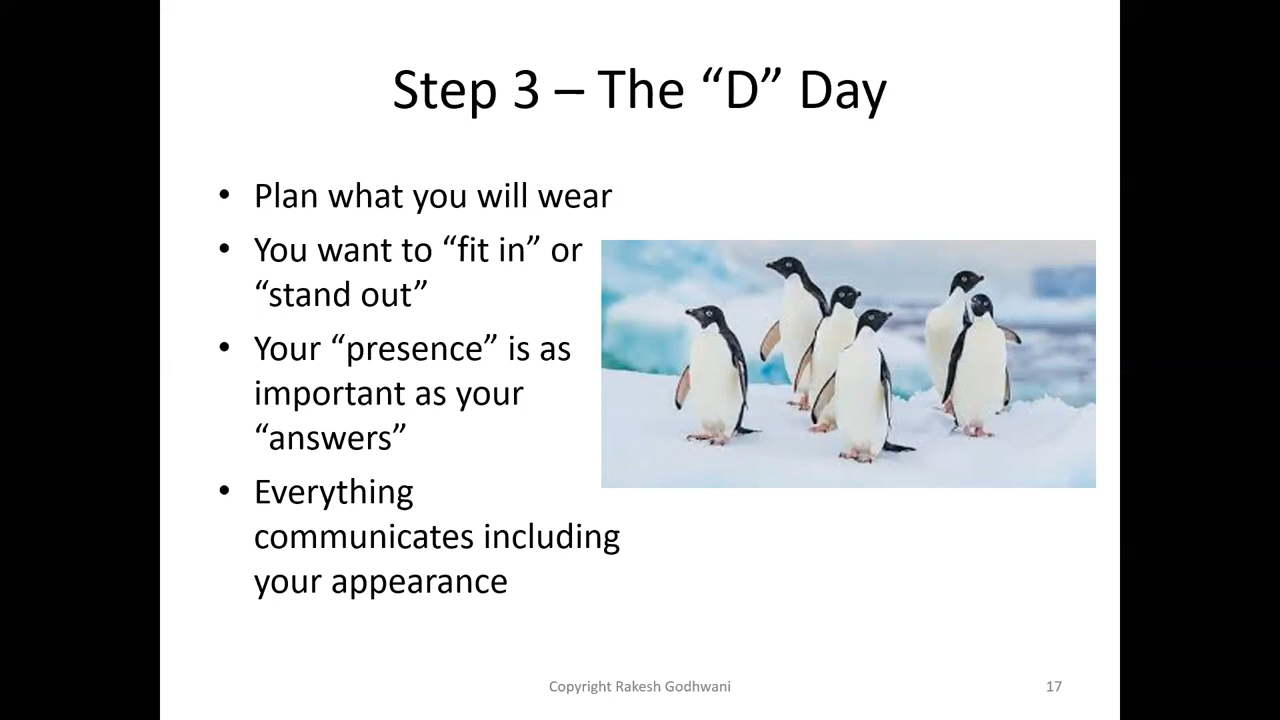 Step 3 – The “D” Day
• Plan what you will wear
• You want to “fit in” or
“stand out”
• Your “presence” is as
important as your
“answers”
• Everything
communicates including
your appearance
Copyright Rakesh Godhwani
17